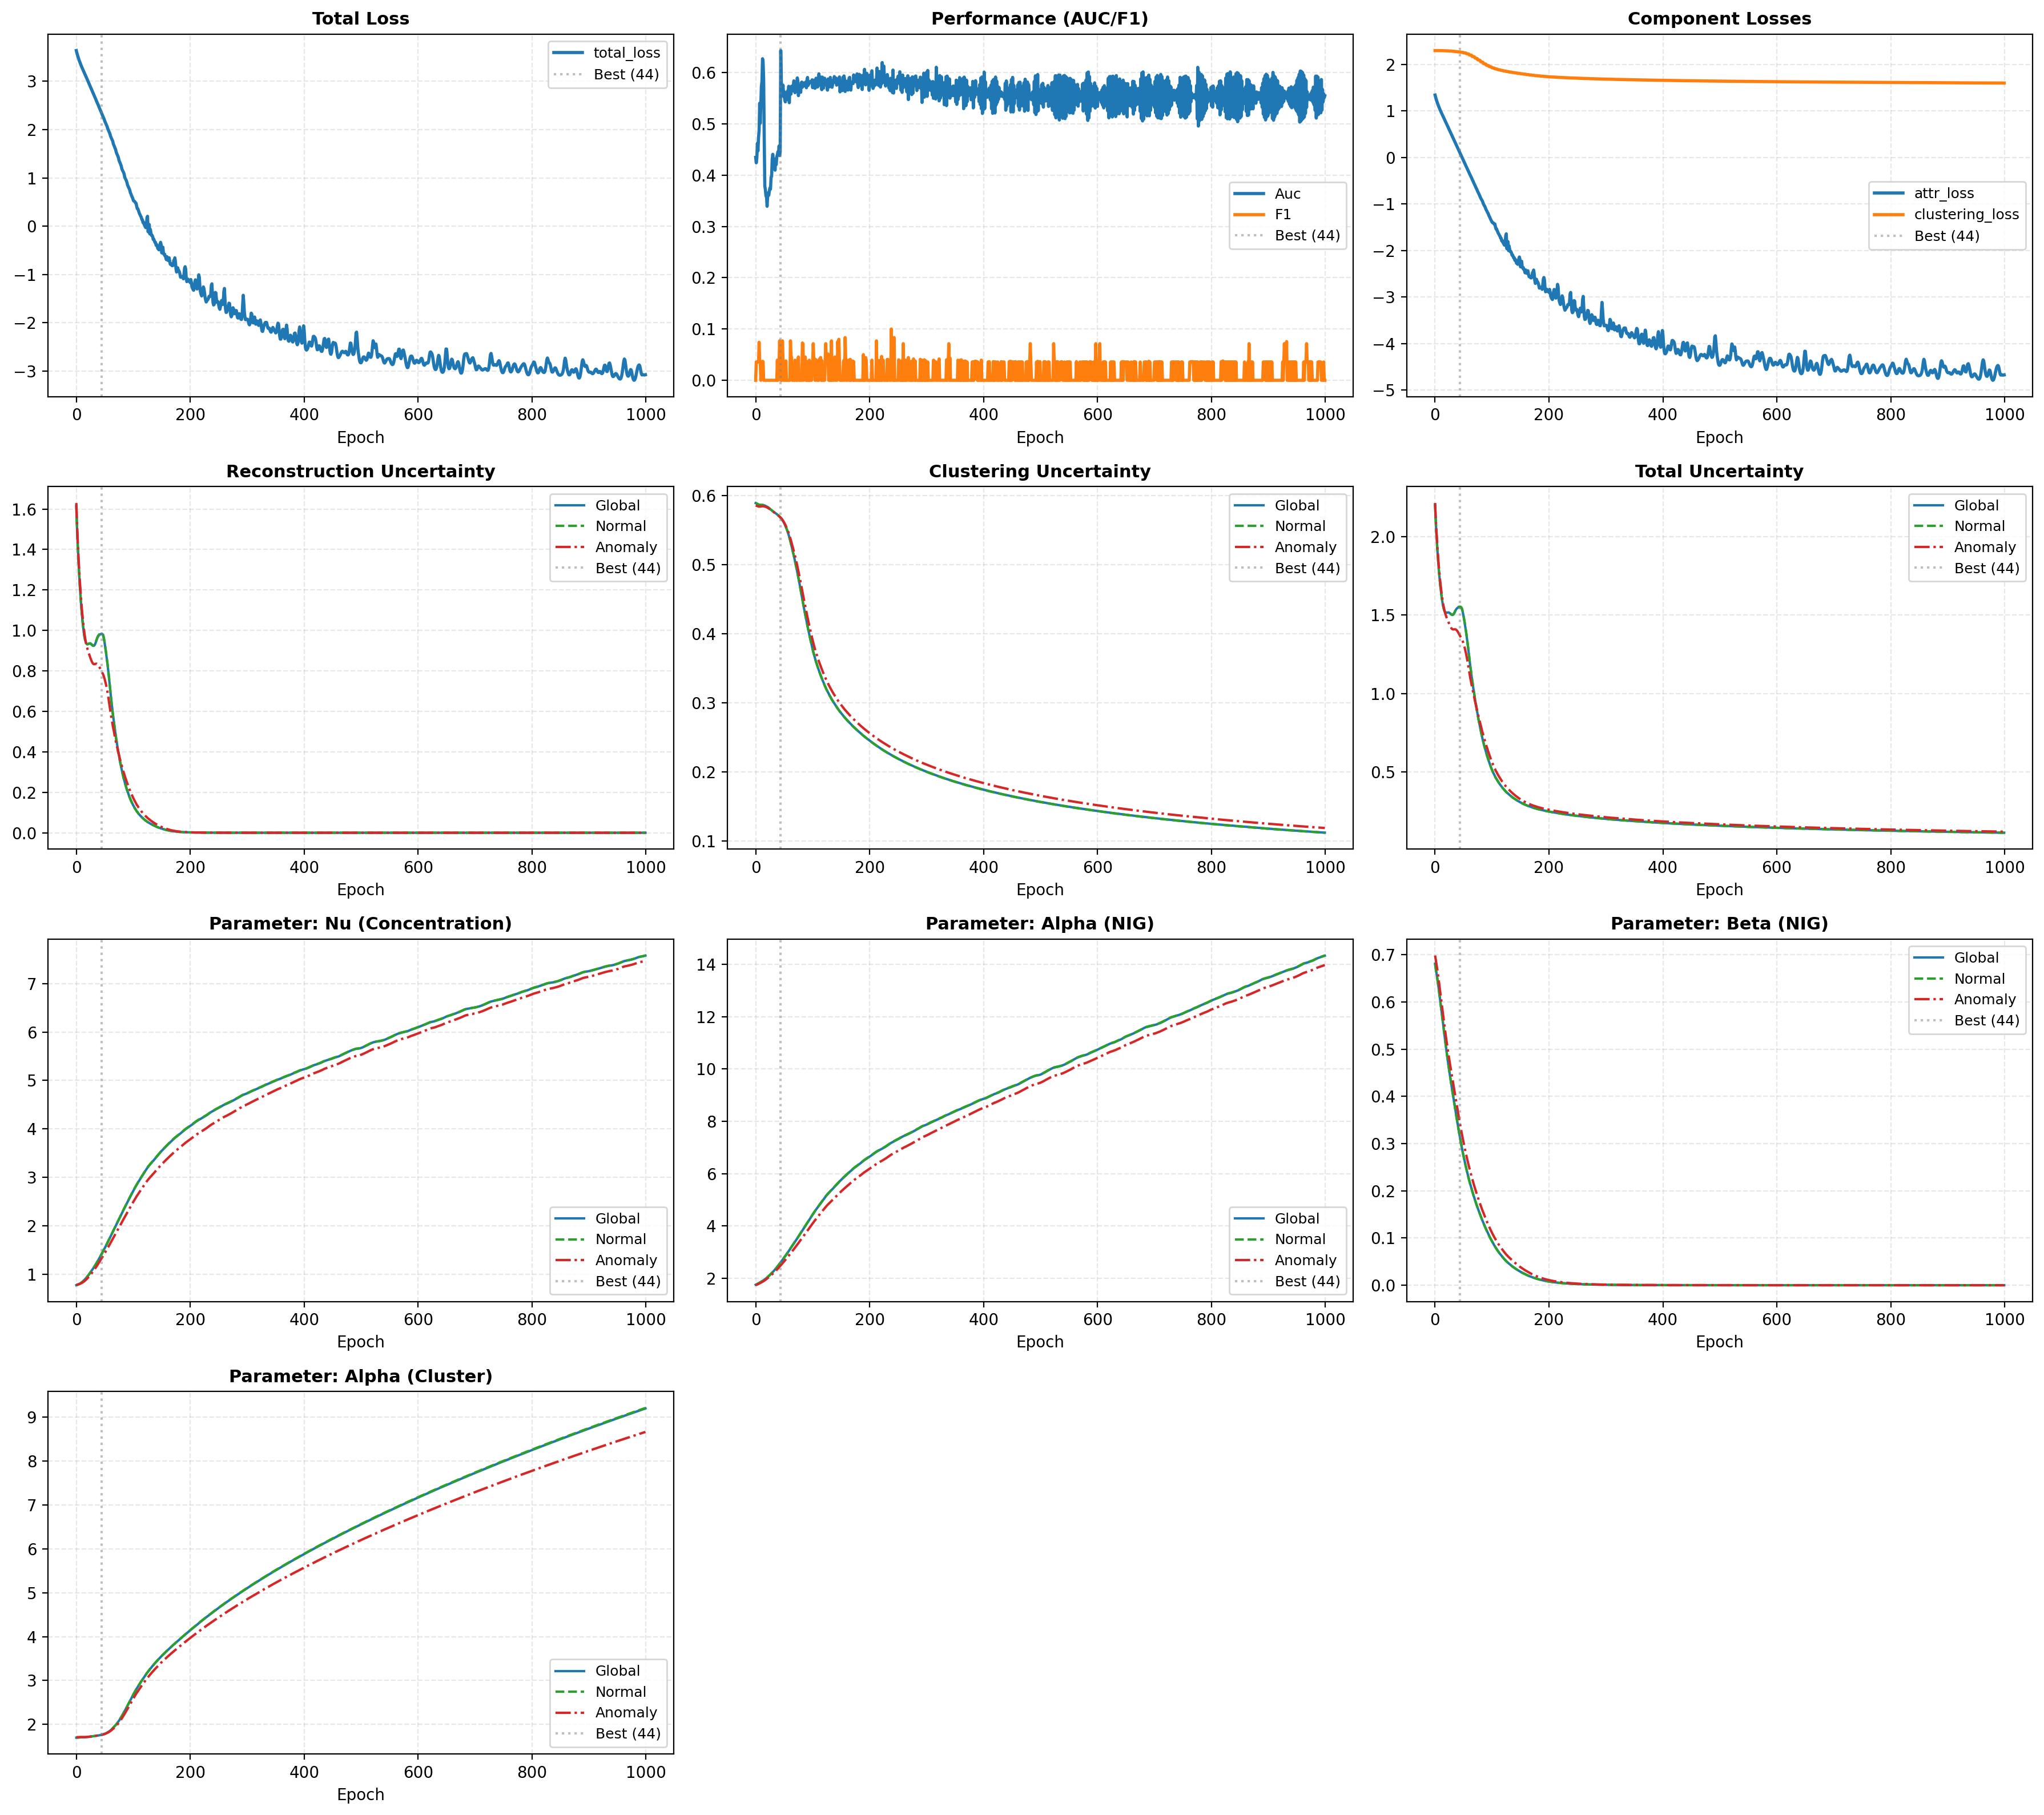 Total Loss
3
2
1
0
−1
−2
−3
total_loss
Best (44)
0
200
400
600
800
1000
Epoch
Performance (AUC/F1)
0.6
0.5
0.4
0.3
0.2
0.1
0.0
Auc
F1
Best (44)
0
200
400
600
800
1000
Epoch
Component Losses
2
1
0
−1
−2
−3
−4
−5
attr_loss
clustering_loss
Best (44)
0
200
400
600
800
1000
Epoch
Reconstruction Uncertainty
1.6
1.4
1.2
1.0
0.8
0.6
0.4
0.2
0.0
Global
Normal
Anomaly
Best (44)
0
200
400
600
800
1000
Epoch
Clustering Uncertainty
0.6
0.5
0.4
0.3
0.2
0.1
Global
Normal
Anomaly
Best (44)
0
200
400
600
800
1000
Epoch
Total Uncertainty
2.0
1.5
1.0
0.5
Global
Normal
Anomaly
Best (44)
0
200
400
600
800
1000
Epoch
Parameter: Nu (Concentration)
7
6
5
4
3
2
1
Global
Normal
Anomaly
Best (44)
0
200
400
600
800
1000
Epoch
Parameter: Alpha (NIG)
14
12
10
8
6
4
2
Global
Normal
Anomaly
Best (44)
0
200
400
600
800
1000
Epoch
Parameter: Beta (NIG)
0.7
0.6
0.5
0.4
0.3
0.2
0.1
0.0
Global
Normal
Anomaly
Best (44)
0
200
400
600
800
1000
Epoch
Parameter: Alpha (Cluster)
9
8
7
6
5
4
3
2
Global
Normal
Anomaly
Best (44)
0
200
400
600
800
1000
Epoch